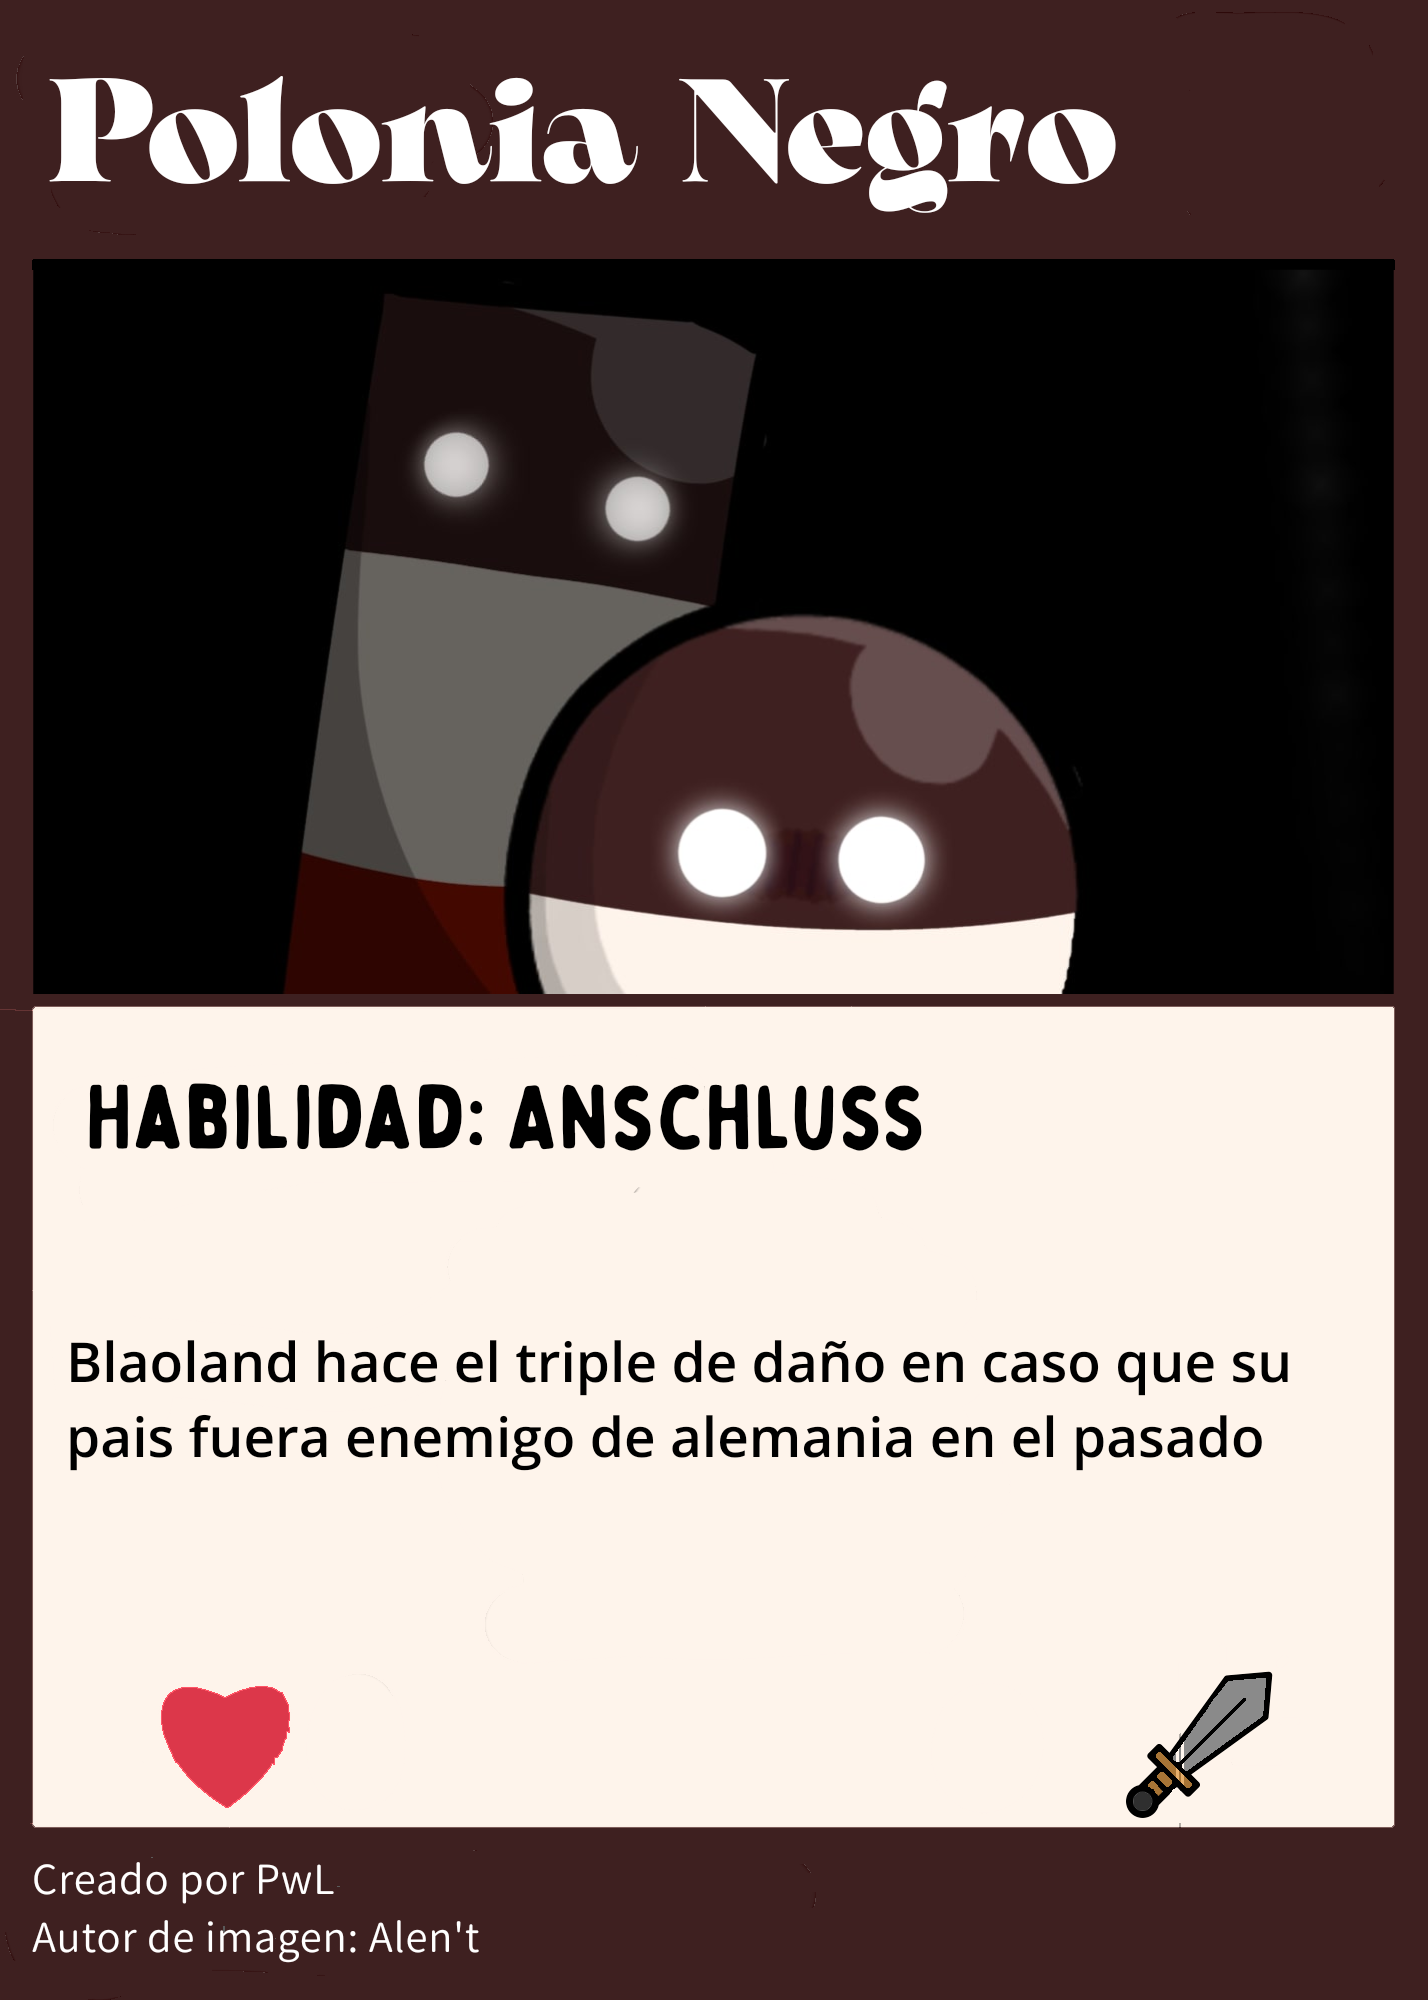 Polonia Negro
HABILIDAD: ANSCHLUSS
Blaoland hace el triple de daño en caso que su
pais fuera enemigo de alemania en el pasado
Creado por PwL
Autor de imagen: Alen't